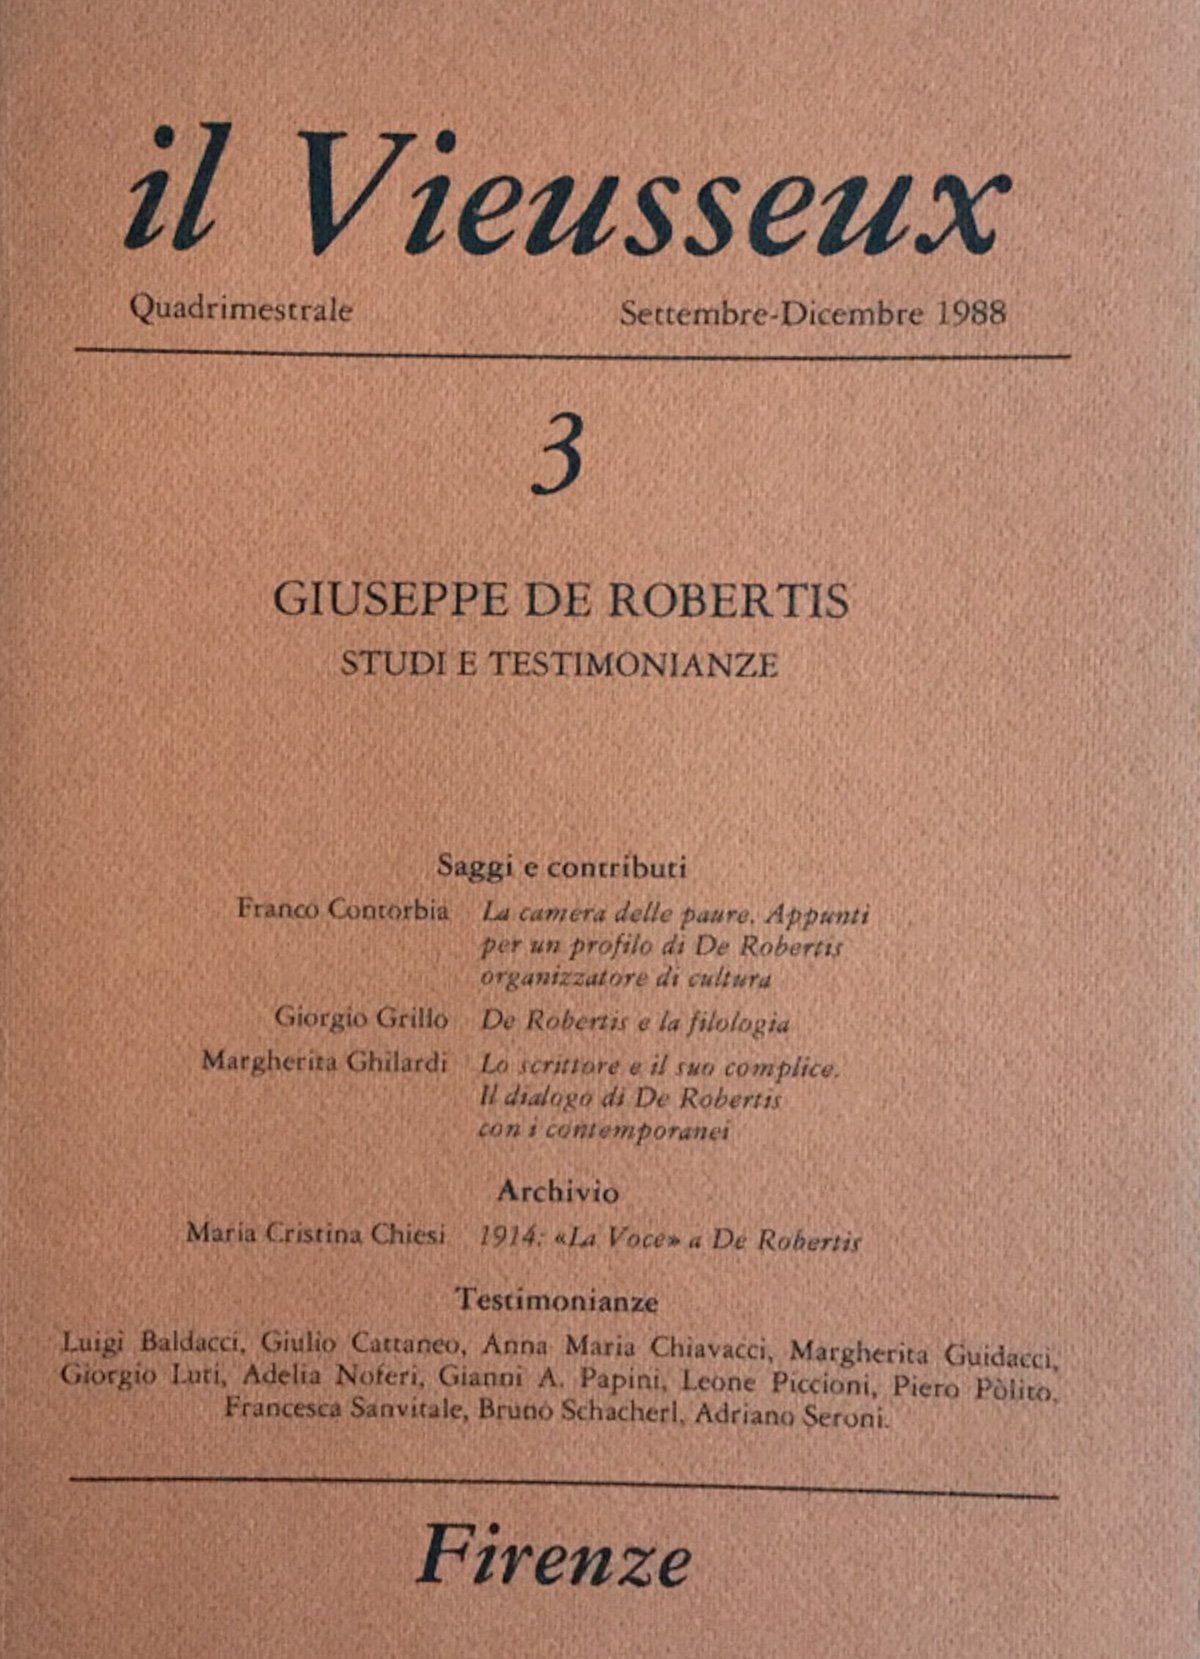 il Vieusseux
Quadrimestrale Settembre-Dicembre 1988
3
GIUSEPPE DE ROBERTIS
STUDI E TESTIMONIANZE
Saggi e contributi
Franco Contorbia La camera delle paure. Appunti
per un profilo di De Robertis
organizzatore di cultura
Giorgio Grillo De Robertis e la filologia
Margherita Ghilardi Lo scrittore e il suo complice.
Il dialogo di De Robertis
con i contemporanei
Archivio
Maria Cristina Chiesi 1914: «La Voce» a De Robertis
Testimonianze
Luigi Baldacci, Giulio Cattaneo, Anna Maria Chiavacci, Margherita Guidacci,
Giorgio Luti, Adelia Noferi, Gianni A. Papini, Leone Piccioni, Piero Pòlito,
Francesca Sanvitale, Bruno Schacherl, Adriano Seroni.
Firenze